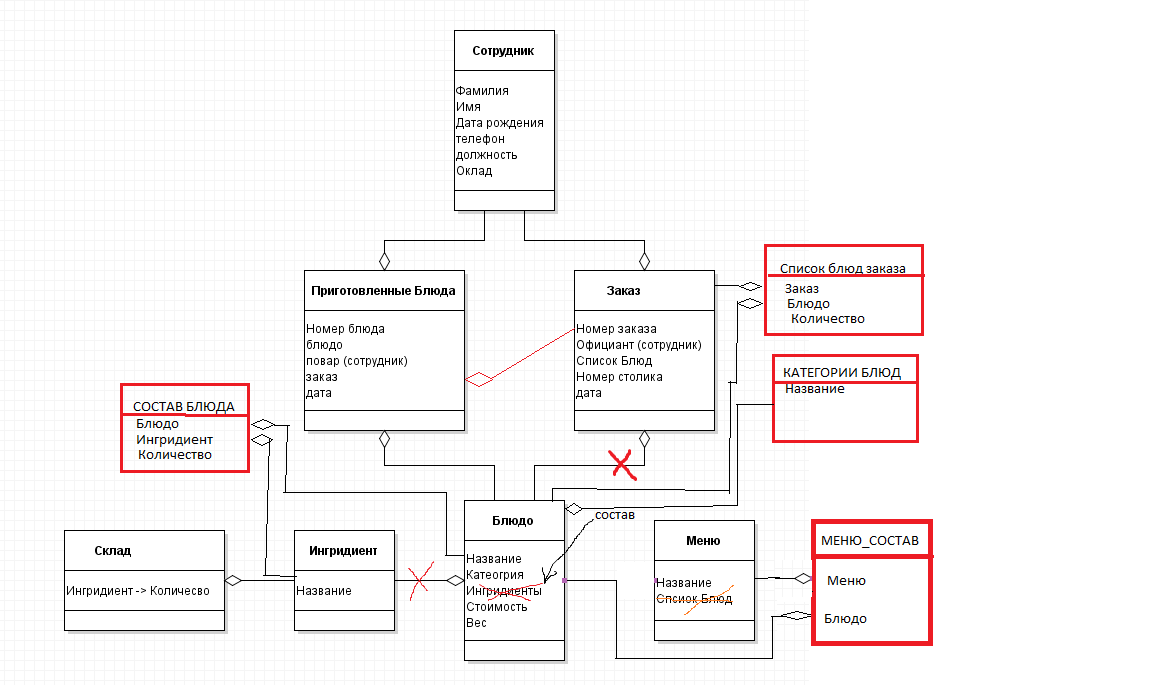 Сотрудник
Фамилия
Имя
Дата рождения
телефон
должность
Оклад
Приготовленные Блюда
Номер блюда
блюдо
повар (сотрудник)
заказ
дата
Заказ
Номер заказа
Официант (сотрудник)
Список Блюд
Номер столика
дата
Список блюд заказа
Заказ
Блюдо
Количество
КАТЕГОРИИ БЛЮД
Название
СОСТАВ БЛЮДА
Блюдо
Ингридиент
Количество
Склад
Ингридиент -> Количесво
Ингридиент
Название
Блюдо
Название
Катеогрия
Ингридиенты
Стоимость
Вес
состав
Меню
Название
Спсиок Блюд
МЕНЮ_СОСТАВ
Меню
Блюдо